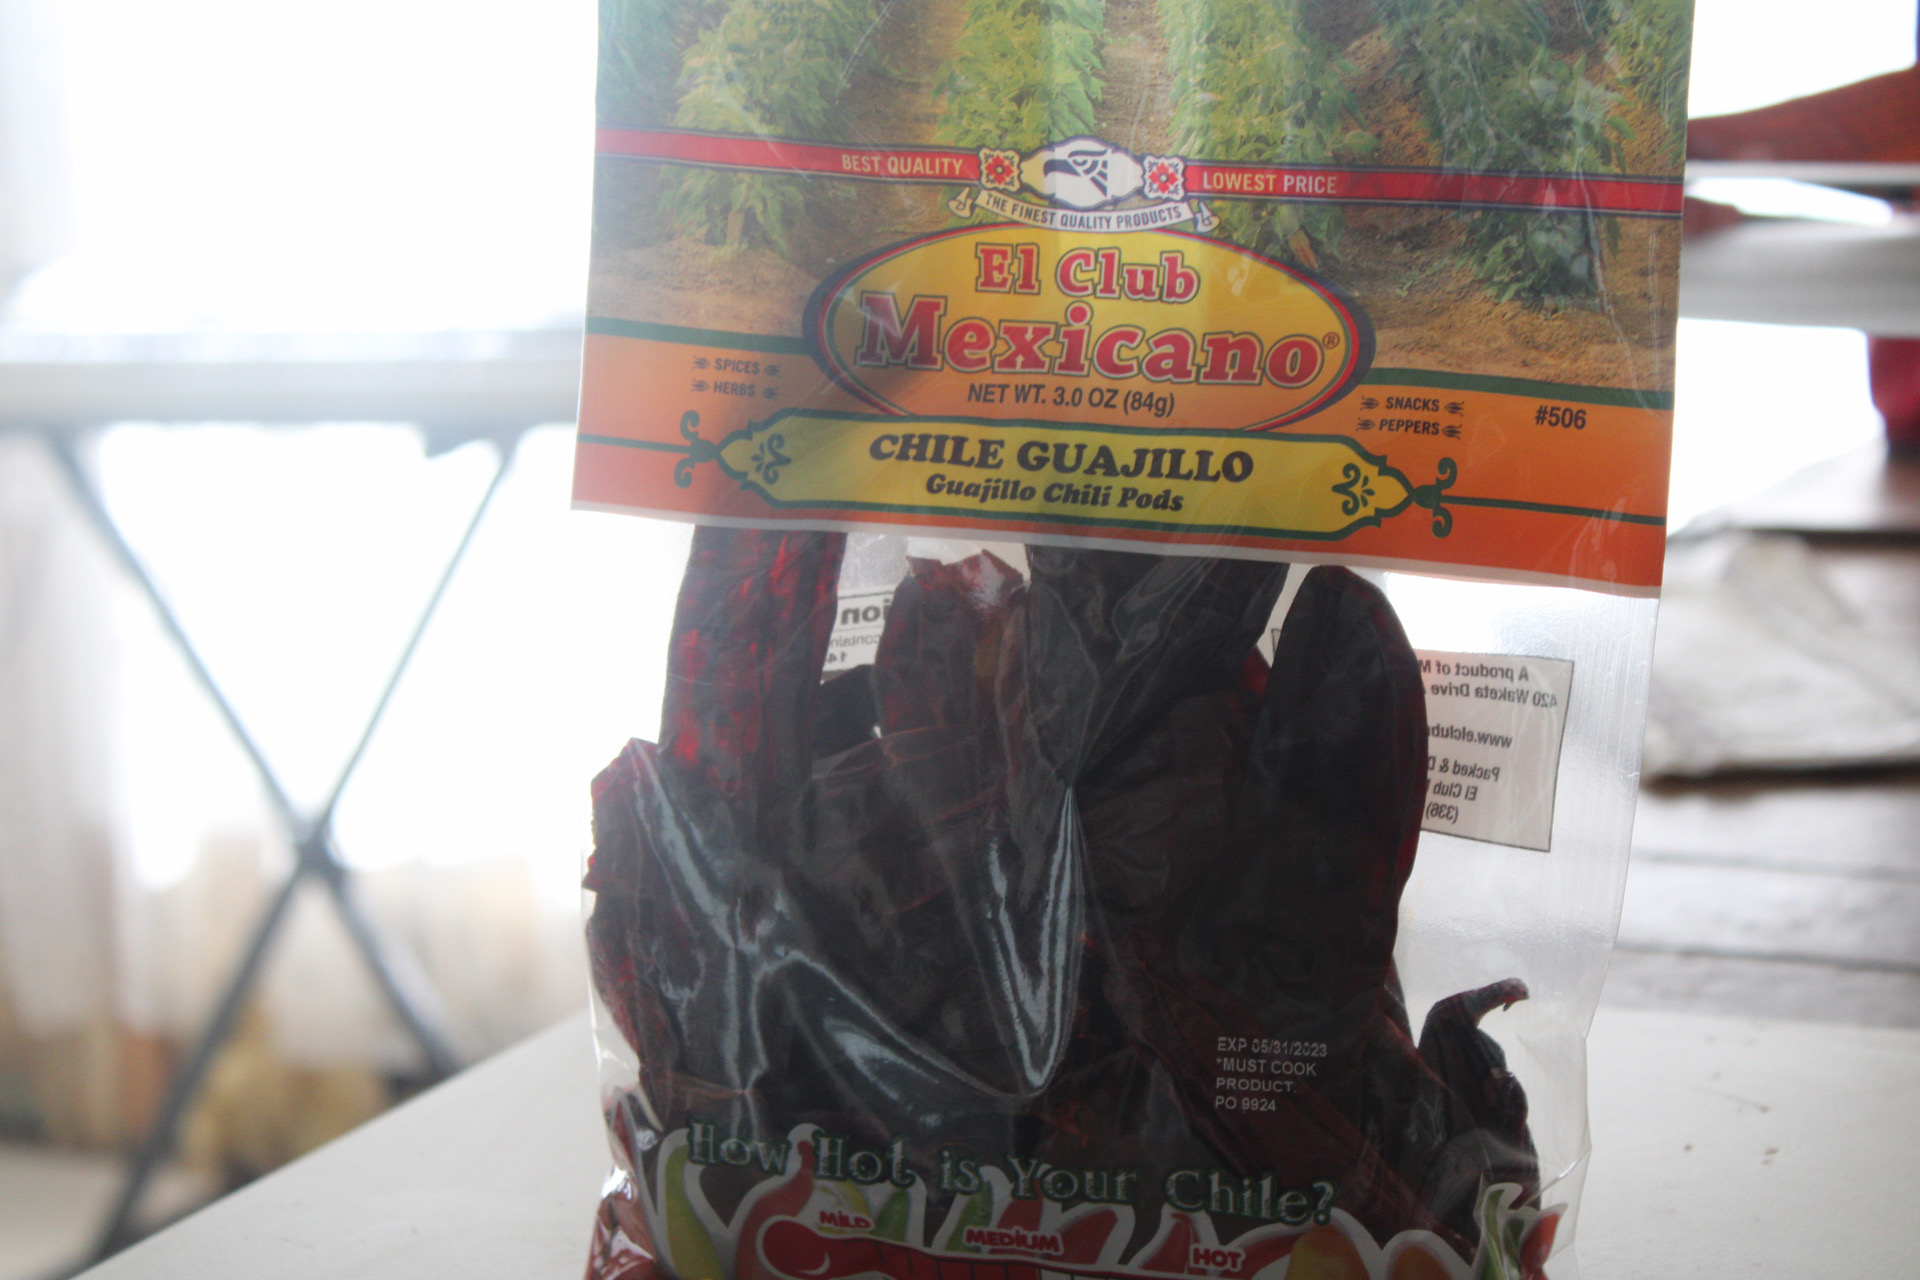 BEST QUALITY
LOWEST PRICE
THE FINEST QUALITY PRODUCTS
El Club
Mexicano®
NET WT. 3.0 OZ (84g)
SPICES
HERBS
SNACKS
PEPPERS
#506
CHILE GUAJILLO
Guajillo Chili Pods
A product of
420 Waketa Drive
www.elclub
Packed &
El Club
(336)
EXP 05/31/2023
*MUST COOK
PRODUCT.
PO 9924
How Hot is Your Chile?
MILD
MEDIUM
HOT